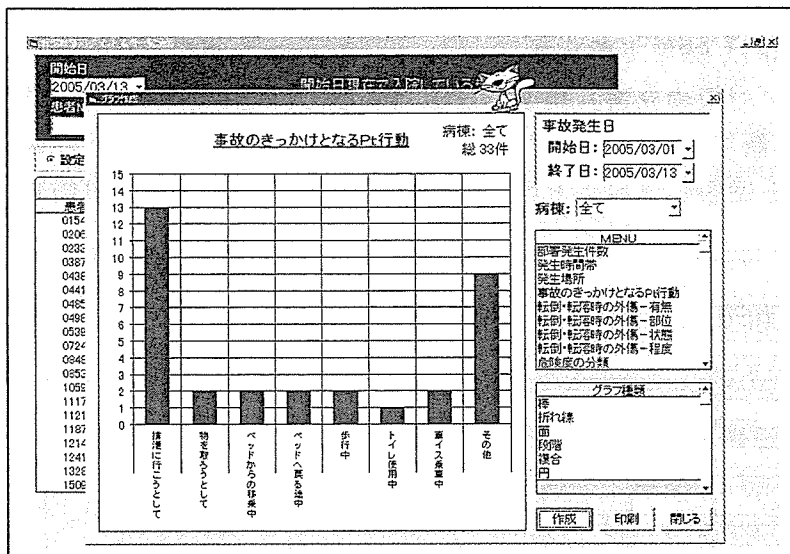 開始日
2005/03/13
開始日現在で入院してい
患者
設定
患者
0154
0206
0233
0387
0438
0441
0485
0498
0539
0724
0848
0853
1059
1117
1121
1187
1214
1241
1328
1509
事故のきっかけとなるPt行動
病棟: 全て
総 33件
15
14
13
12
11
10
9
8
7
6
5
4
3
2
1
0
排泄に行こうとして
物を取ろうとして
ベッドからの移乗中
ベッドへ戻る途中
歩行中
トイレ使用中
車イス乗車中
その他
事故発生日
開始日: 2005/03/01
終了日: 2005/03/13
病棟: 全て
MENU
部署発生件数
発生時間帯
発生場所
事故のきっかけとなるPt行動
転倒・転落時の外傷-有無
転倒・転落時の外傷-部位
転倒・転落時の外傷-状態
転倒・転落時の外傷-程度
危険度の分類
グラフ種類
棒
折れ線
面
段階
複合
円
作成
印刷
閉じる